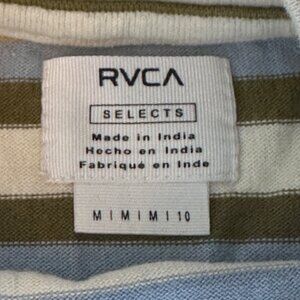 RVCA
SELECTS
Made in India
Hecho en India
Fabriqué en Inde
M | M | M | 10